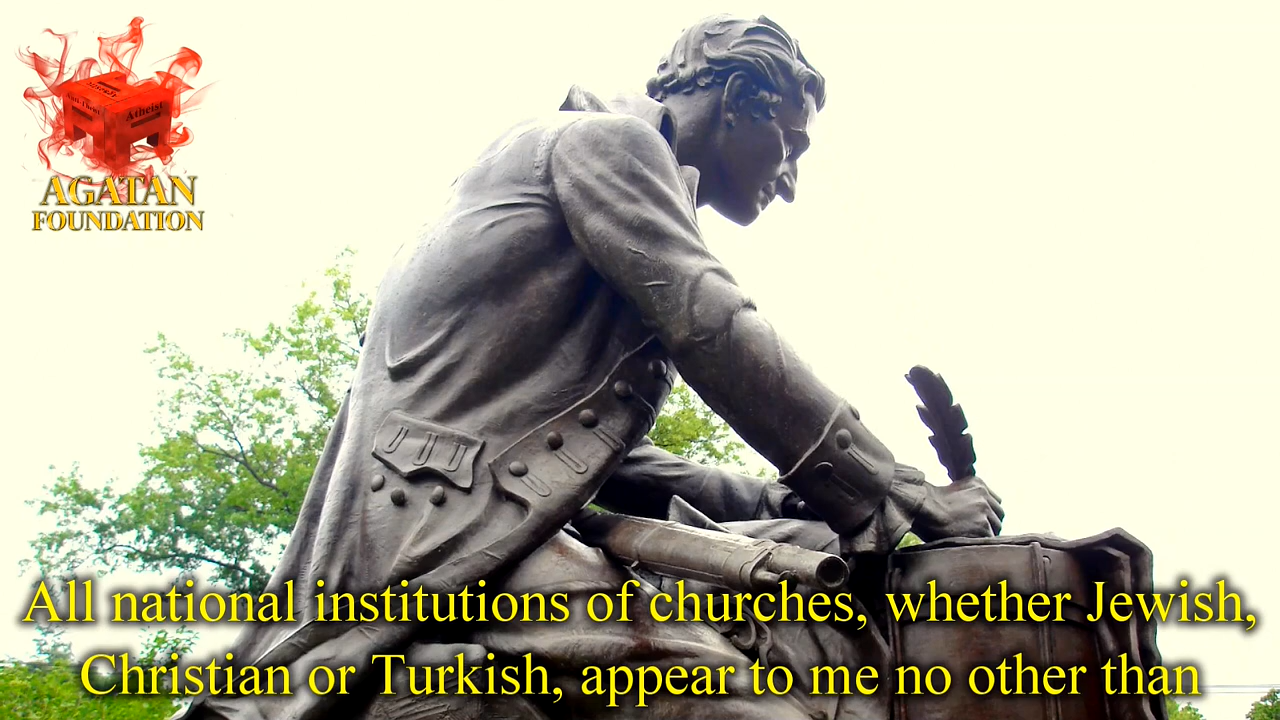 Atheist
AGATAN
FOUNDATION
All national institutions of churches, whether Jewish,
Christian or Turkish, appear to me no other than